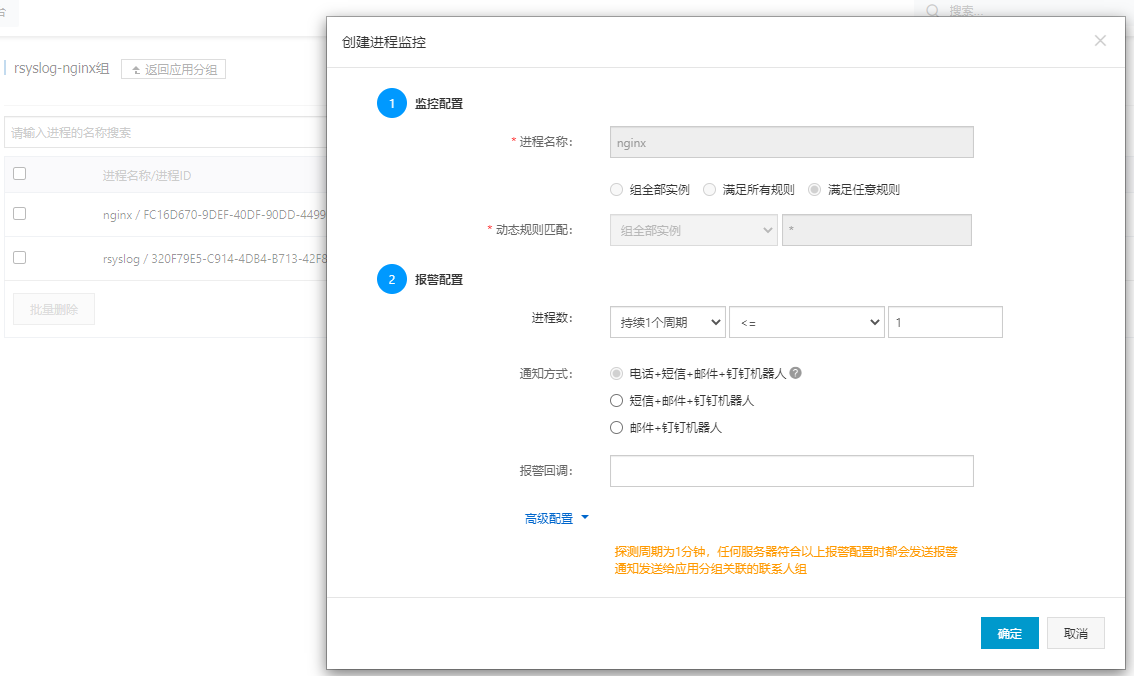 搜索...
rsyslog-nginx组
返回应用分组
请输入进程的名称搜索
进程名称/进程ID
nginx / FC16D670-9DEF-40DF-90DD-4499
rsyslog / 320F79E5-C914-4DB4-B713-42F8
批量删除
创建进程监控
1 监控配置
* 进程名称: nginx
组全部实例 满足所有规则 满足任意规则
* 动态规则匹配: 组全部实例 *
2 报警配置
进程数: 持续1个周期 <= 1
通知方式: 电话+短信+邮件+钉钉机器人 ?
短信+邮件+钉钉机器人
邮件+钉钉机器人
报警回调:
高级配置
探测周期为1分钟，任何服务器符合以上报警配置时都会发送报警
通知发送给应用分组关联的联系人组
确定 取消